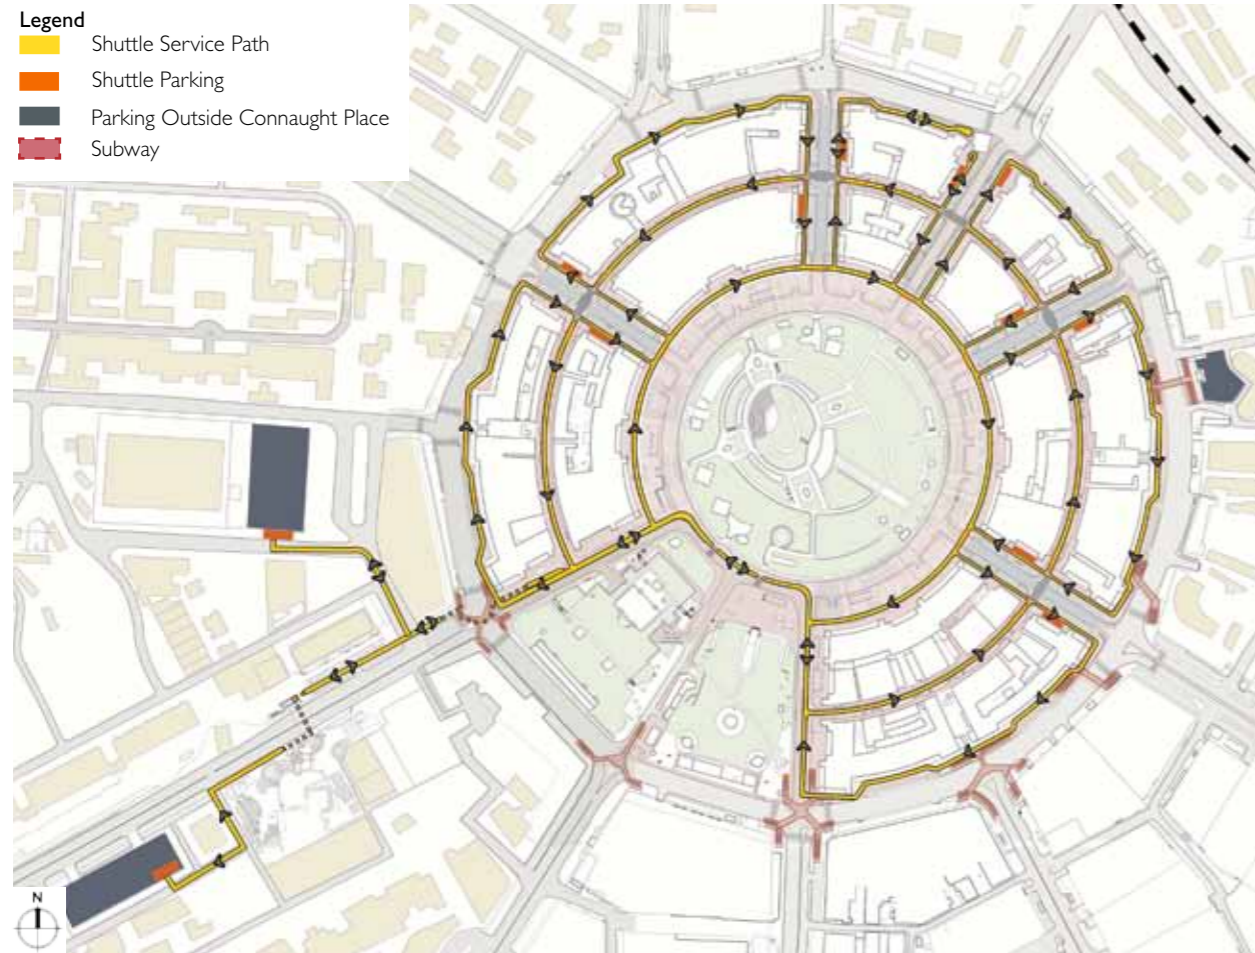 Legend
Shuttle Service Path
Shuttle Parking
Parking Outside Connaught Place
Subway
N